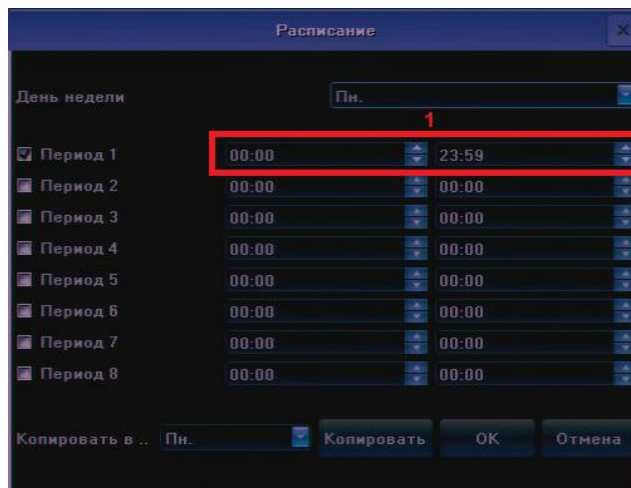 Расписание
День недели Пн.
1
Период 1 00:00 23:59
Период 2 00:00 00:00
Период 3 00:00 00:00
Период 4 00:00 00:00
Период 5 00:00 00:00
Период 6 00:00 00:00
Период 7 00:00 00:00
Период 8 00:00 00:00
Копировать в .. Пн. Копировать OK Отмена